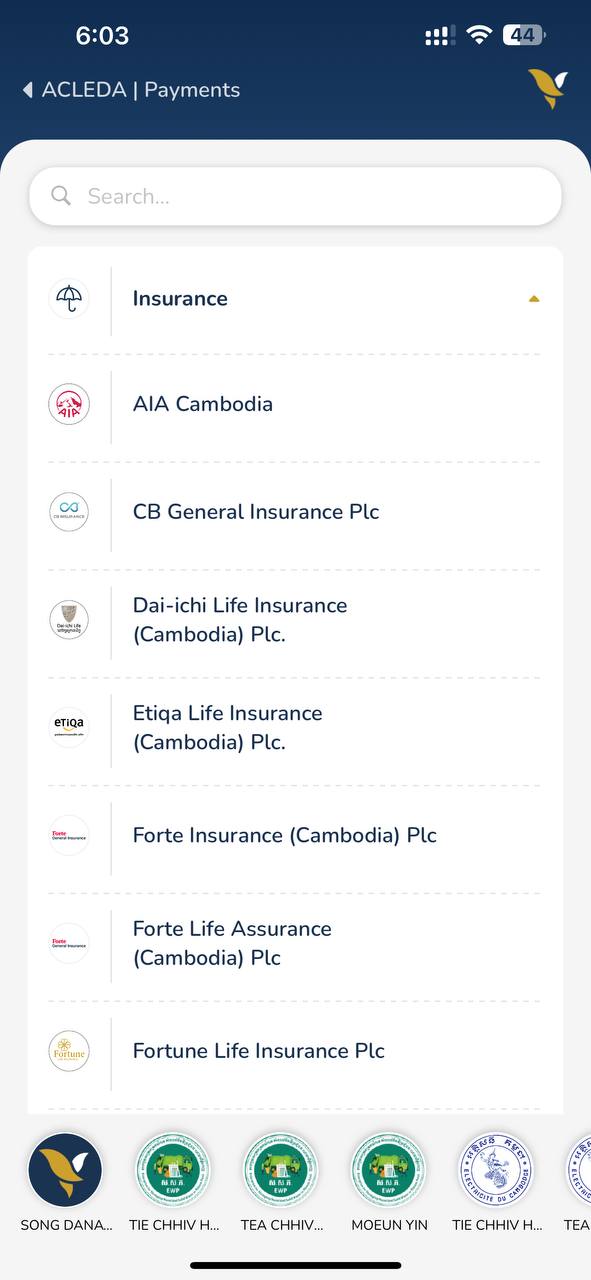 6:03
44
ACLEDA | Payments
Search...
Insurance
AIA
AIA Cambodia
CB INSURANCE
CB General Insurance Plc
Dai-ichi Life
Dai-ichi Life Insurance
(Cambodia) Plc.
eTiQa
Etiqa Life Insurance
(Cambodia) Plc.
Forte
General Insurance
Forte Insurance (Cambodia) Plc
Forte
General Insurance
Forte Life Assurance
(Cambodia) Plc
Fortune
Fortune Life Insurance Plc
EWP
EWP
EWP
ELECTRICITE DU CAMBODGE
SONG DANA...
TIE CHHIV H...
TEA CHHIV...
MOEUN YIN
TIE CHHIV H...
TEA